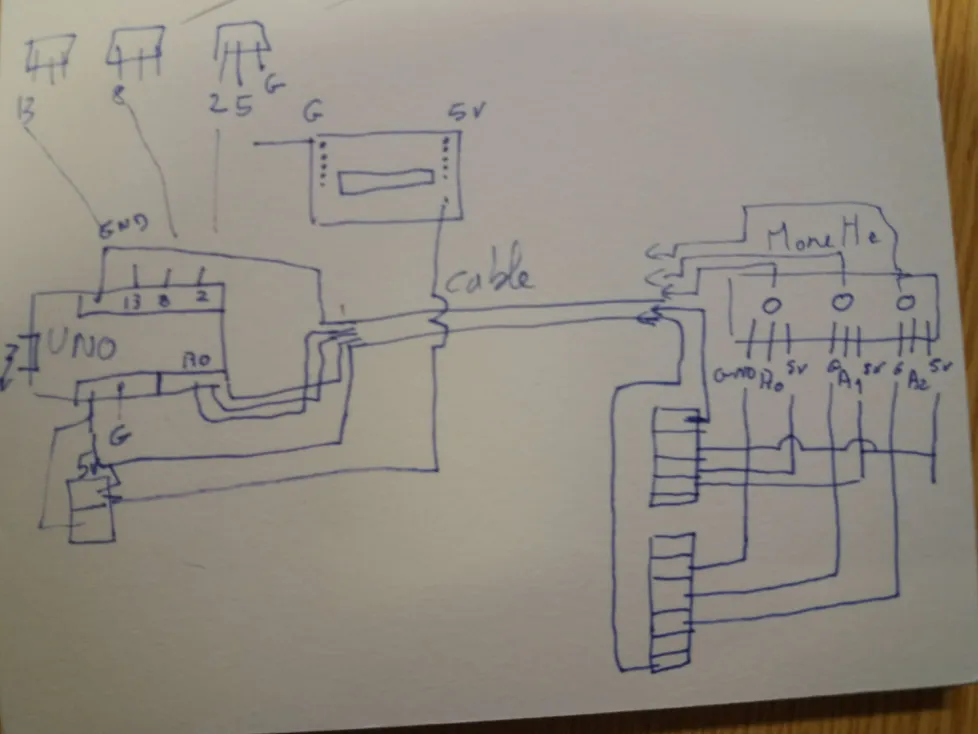 13
8
2 5 G
G
5V
GND
13 8 2
UNO
A0
G
5V
cable
MoneHe
GND A0 5V G A1 5V G A2 5V